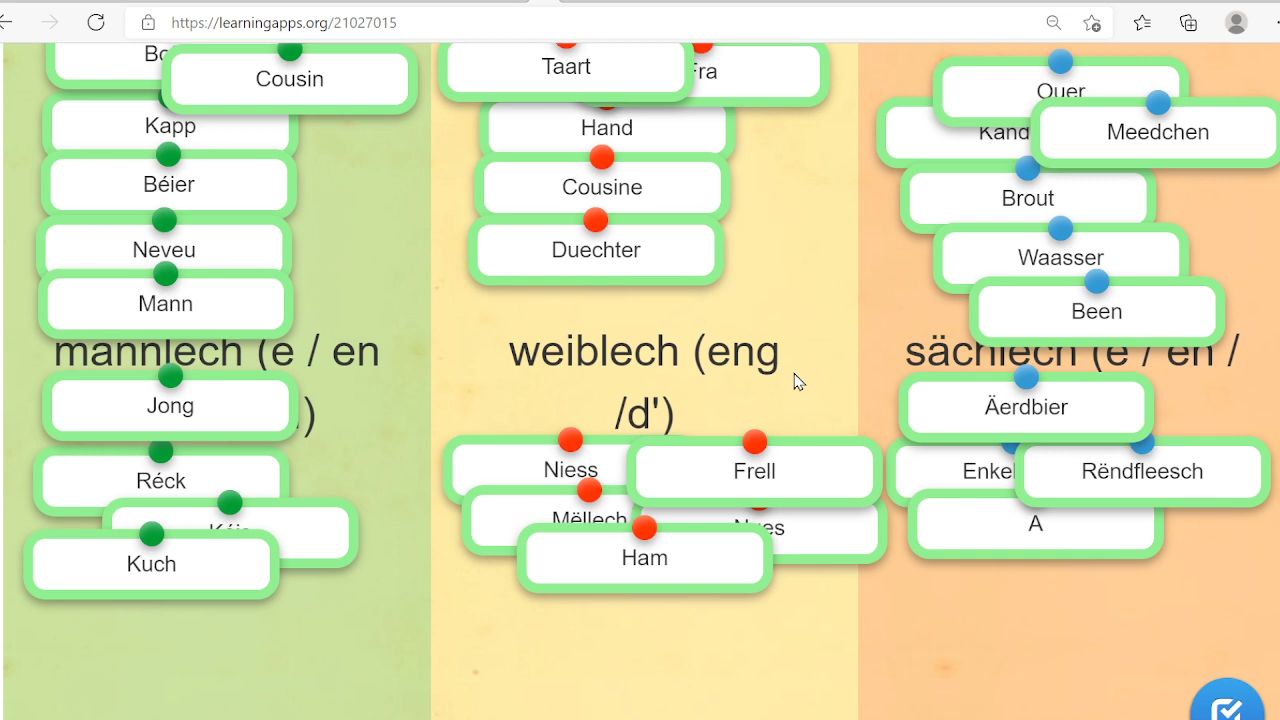 https://learningapps.org/21027015
Cousin
Kapp
Béier
Neveu
Mann
mannlech (e / en
Jong
Réck
Kuch
Taart
Fra
Hand
Cousine
Duechter
weiblech (eng
/d')
Niess
Frell
Mëllech
Ham
Ouer
Kand
Meedchen
Brout
Waasser
Been
sächlech (e / en /
Äerdbier
Enkel
Rëndfleesch
A